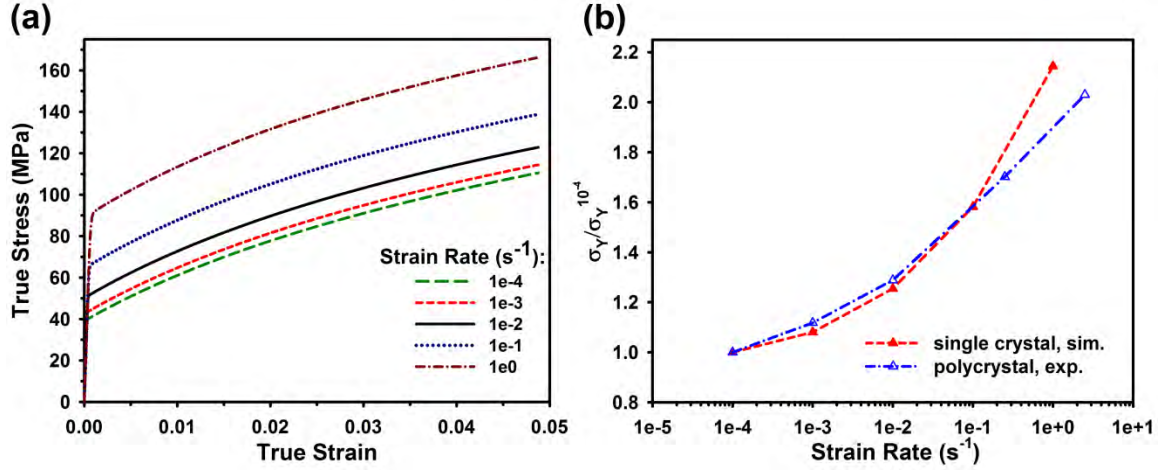 (a)
True Stress (MPa)
160
140
120
100
80
60
40
20
0
0.00 0.01 0.02 0.03 0.04 0.05
True Strain
Strain Rate (s⁻¹):
1e-4
1e-3
1e-2
1e-1
1e0
(b)
σY/σY^10⁻⁴
2.2
2.0
1.8
1.6
1.4
1.2
1.0
0.8
1e-5 1e-4 1e-3 1e-2 1e-1 1e+0 1e+1
Strain Rate (s⁻¹)
single crystal, sim.
polycrystal, exp.